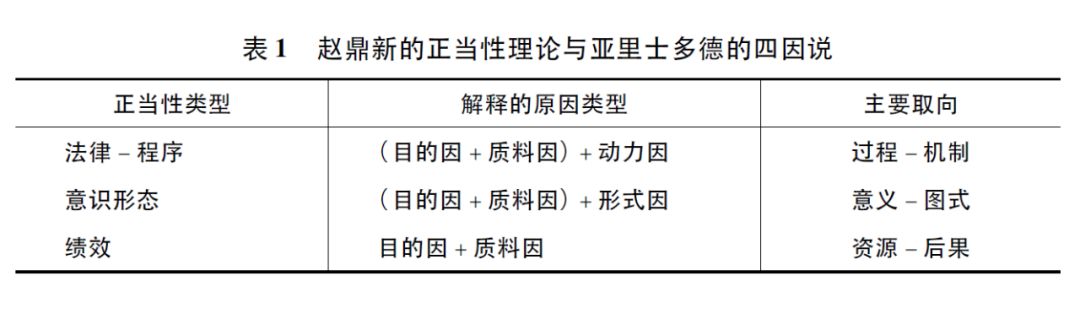 表 1 赵鼎新的正当性理论与亚里士多德的四因说
正当性类型 解释的原因类型 主要取向
法律 – 程序 （目的因 + 质料因）+ 动力因 过程 – 机制
意识形态 （目的因 + 质料因）+ 形式因 意义 – 图式
绩效 目的因 + 质料因 资源 – 后果